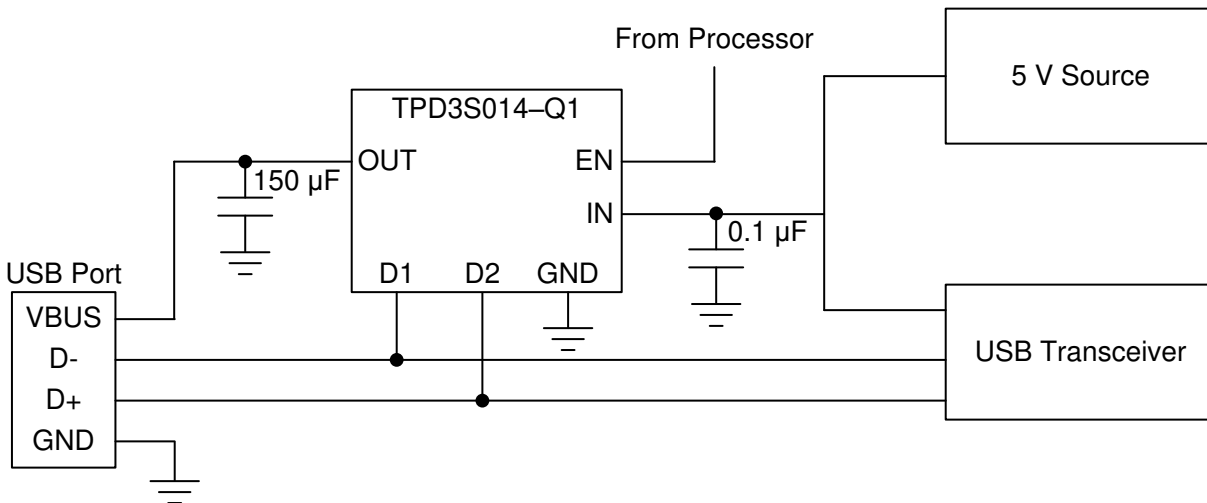 From Processor
5 V Source
TPD3S014–Q1
OUT
EN
150 µF
IN
0.1 µF
D1
D2
GND
USB Port
VBUS
D-
D+
GND
USB Transceiver